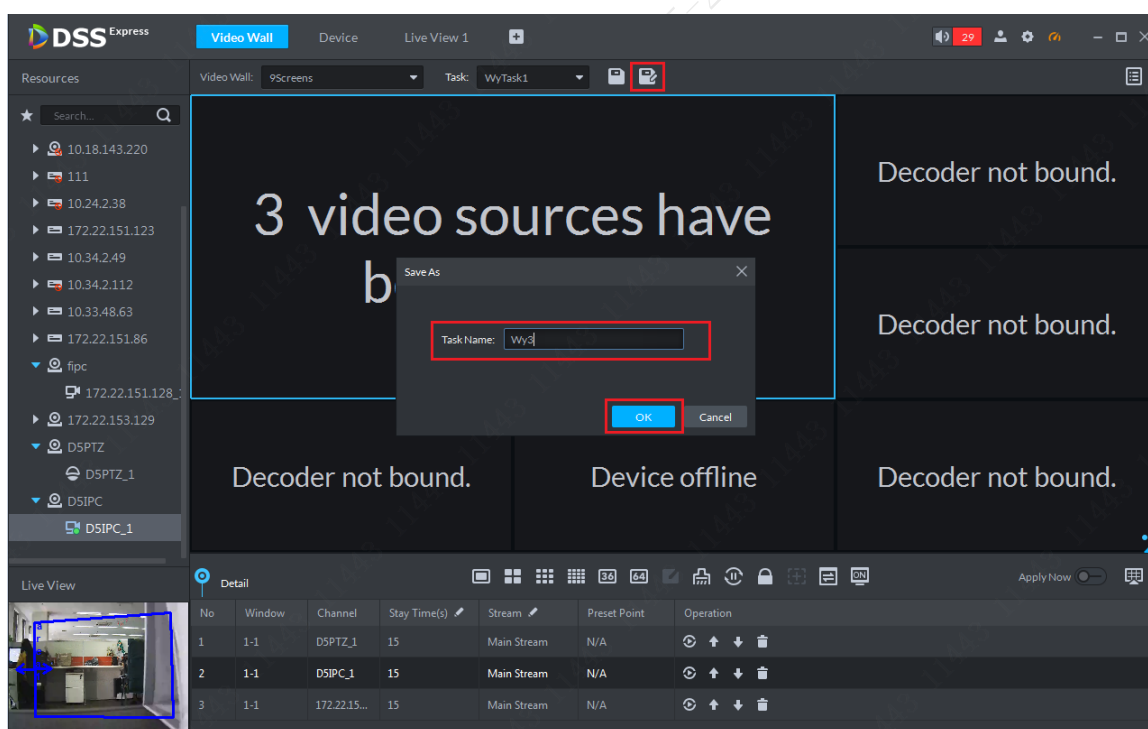 DSS Express
Video Wall
Device
Live View 1
29
Resources
Video Wall: 9Screens
Task: WyTask1
Search...
10.18.143.220
111
10.24.2.38
172.22.151.123
10.34.2.49
10.34.2.112
10.33.48.63
172.22.151.86
fipc
172.22.151.128_
172.22.153.129
D5PTZ
D5PTZ_1
D5IPC
D5IPC_1
3 video sources have
b
Decoder not bound.
Decoder not bound.
Decoder not bound.
Device offline
Decoder not bound.
Save As
Task Name: Wy3
OK
Cancel
Live View
Detail
36
64
ON
Apply Now
No Window Channel Stay Time(s) Stream Preset Point Operation
1 1-1 D5PTZ_1 15 Main Stream N/A
2 1-1 D5IPC_1 15 Main Stream N/A
3 1-1 172.22.15... 15 Main Stream N/A